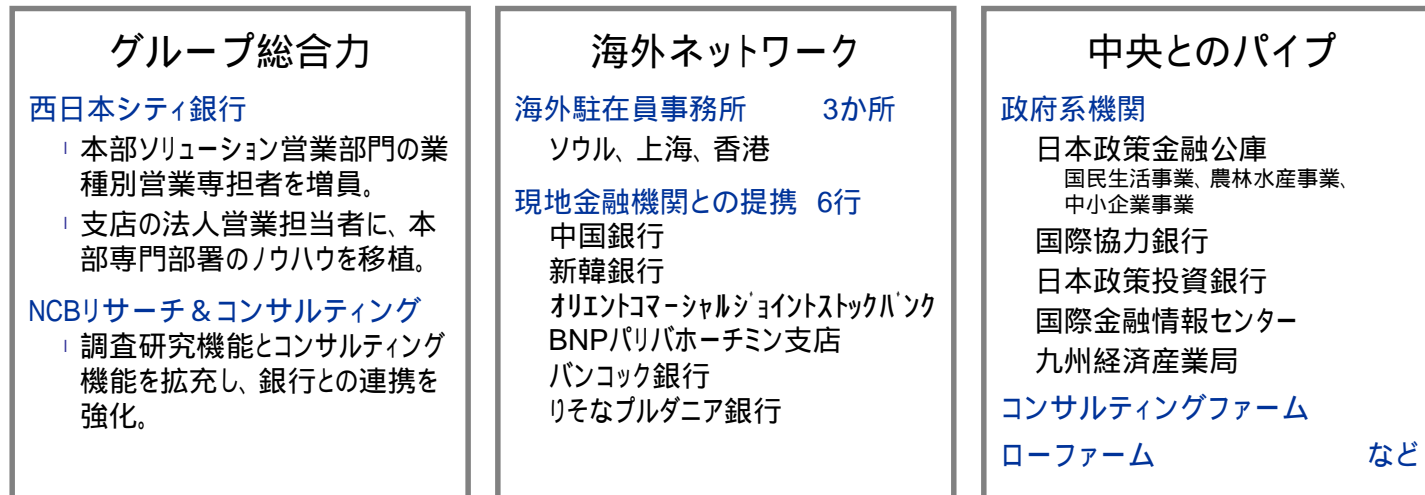 グループ総合力
西日本シティ銀行
本部ソリューション営業部門の業
種別営業専担者を増員。
支店の法人営業担当者に、本
部専門部署のノウハウを移植。
NCBリサーチ&コンサルティング
調査研究機能とコンサルティング
機能を拡充し、銀行との連携を
強化。
海外ネットワーク
海外駐在員事務所 3か所
ソウル、上海、香港
現地金融機関との提携 6行
中国銀行
新韓銀行
オリエントコマーシャルジョイントストックバンク
BNPパリバホーチミン支店
バンコック銀行
りそなプルダニア銀行
中央とのパイプ
政府系機関
日本政策金融公庫
国民生活事業、農林水産事業、
中小企業事業
国際協力銀行
日本政策投資銀行
国際金融情報センター
九州経済産業局
コンサルティングファーム
ローファーム など